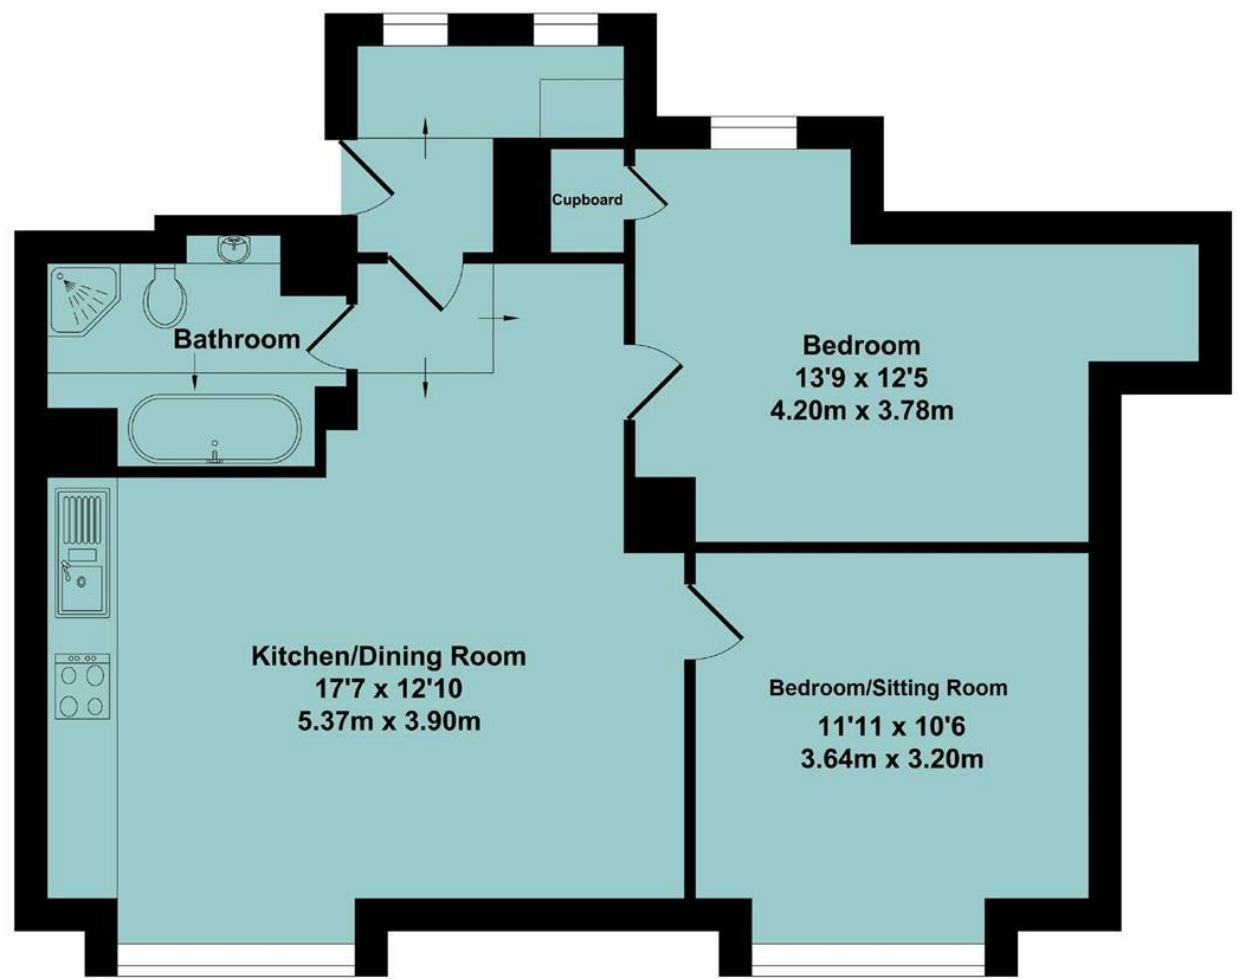 Cupboard
Bathroom
Bedroom
13'9 x 12'5
4.20m x 3.78m
Kitchen/Dining Room
17'7 x 12'10
5.37m x 3.90m
Bedroom/Sitting Room
11'11 x 10'6
3.64m x 3.20m